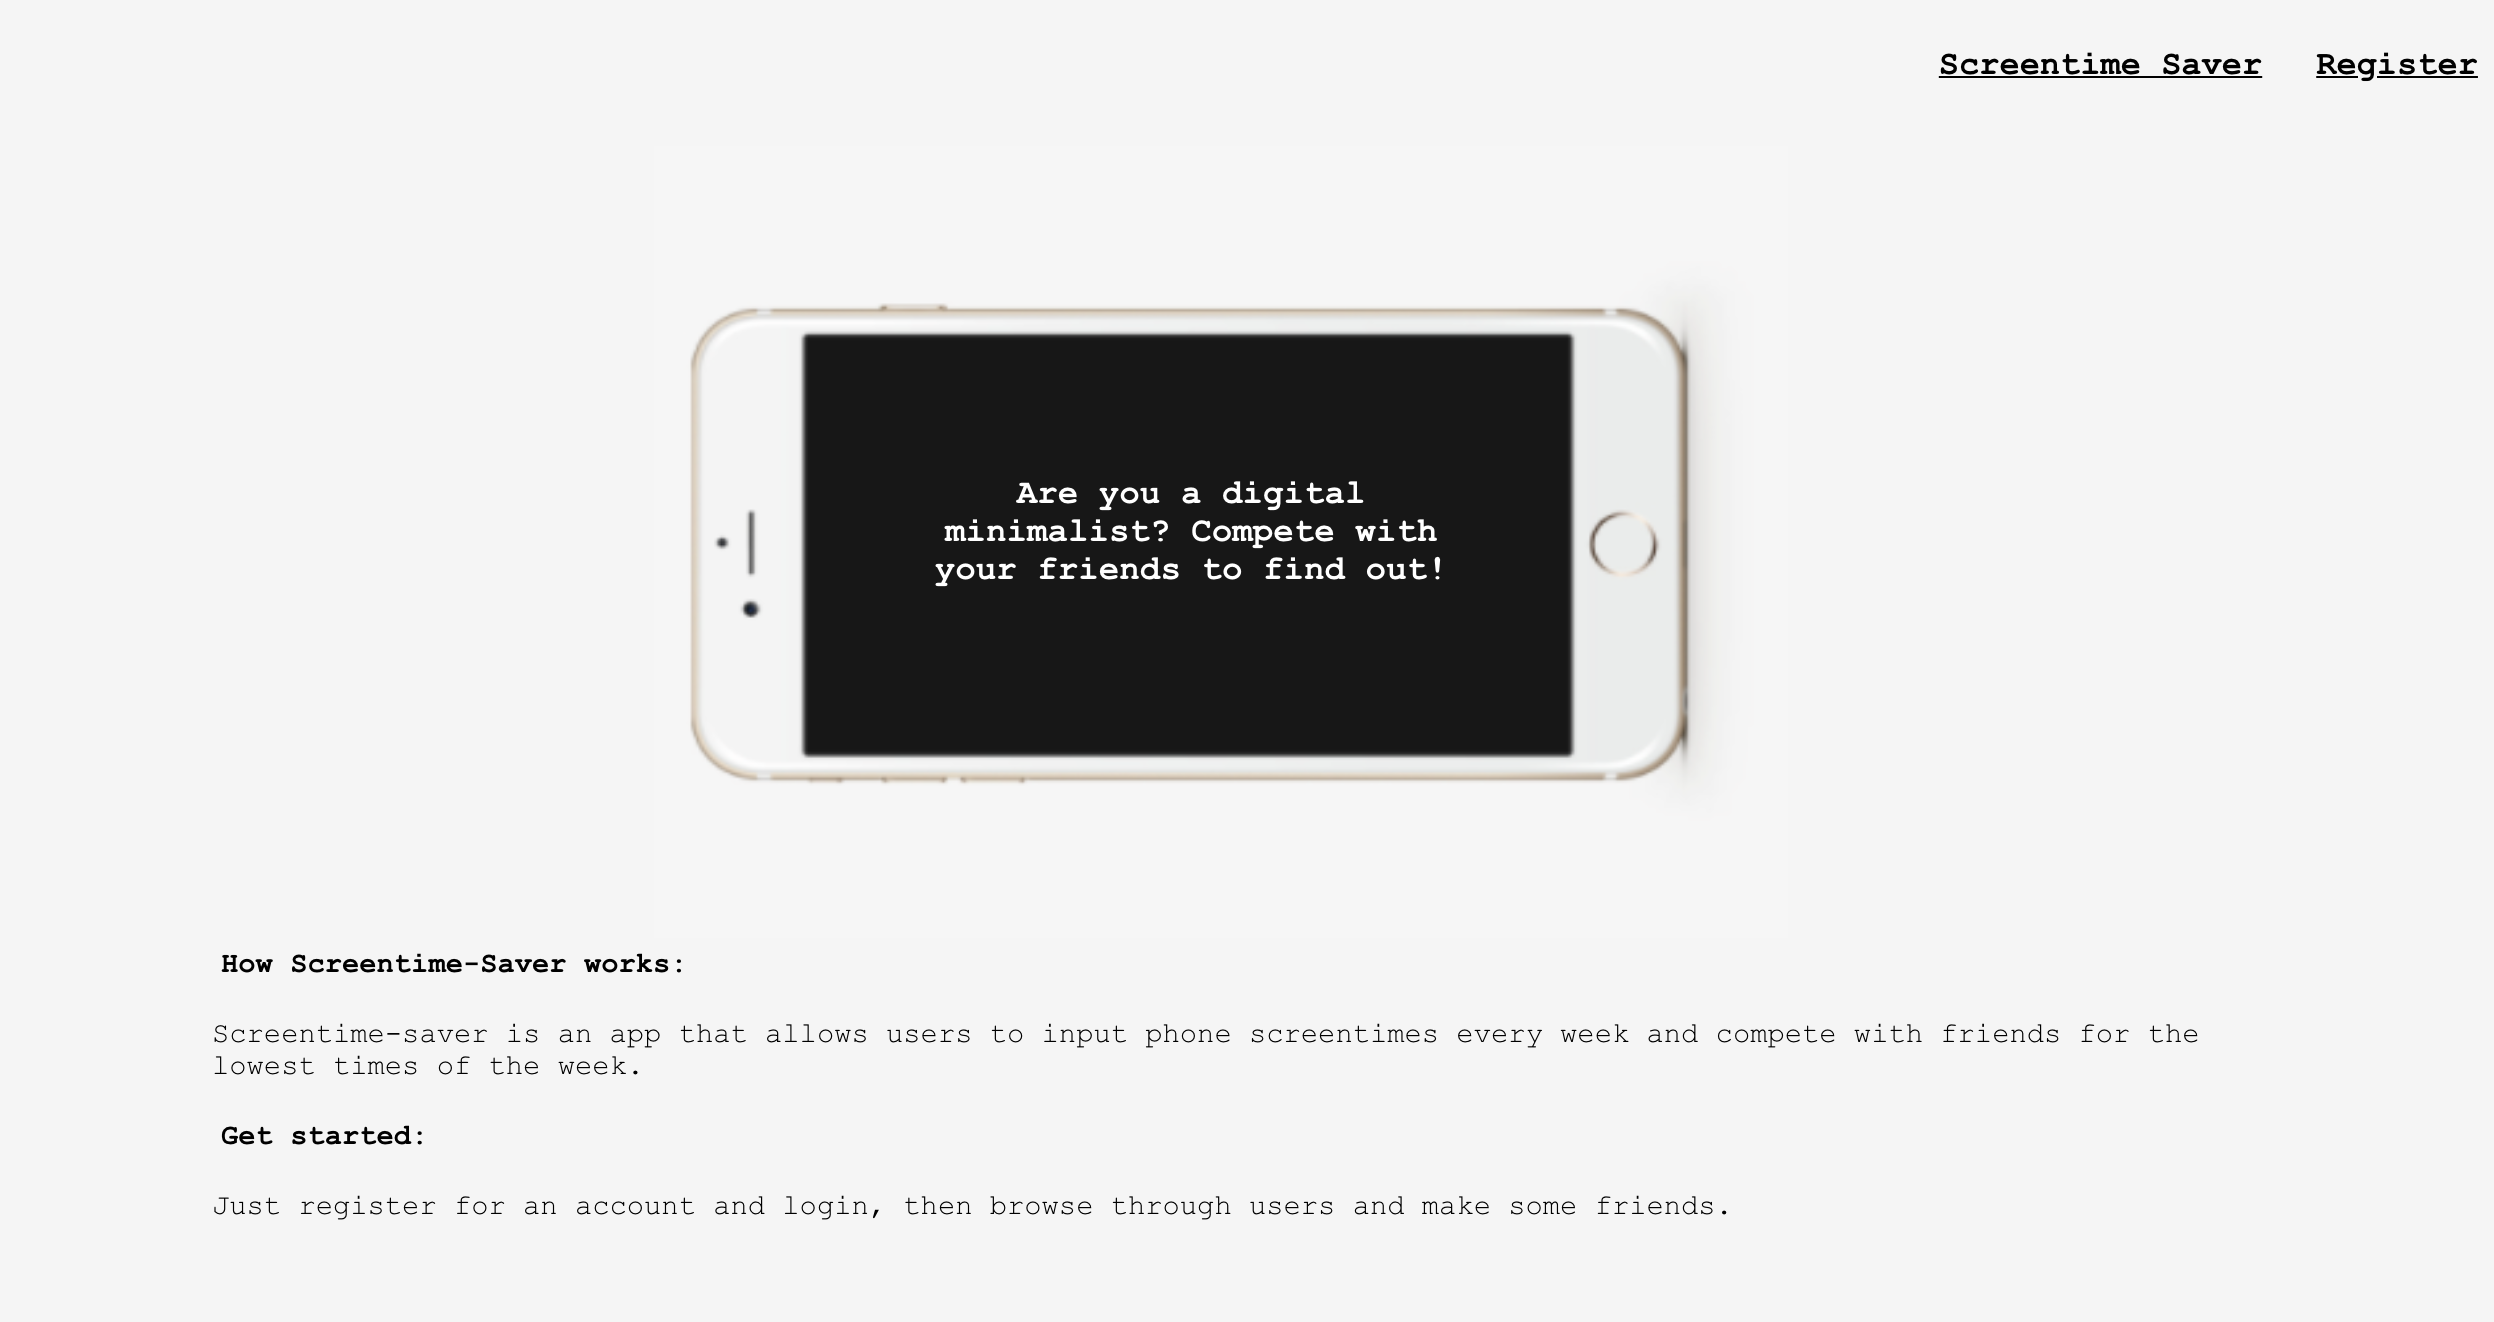 Screentime Saver Register
Are you a digital
minimalist? Compete with
your friends to find out!
How Screentime-Saver works:
Screentime-saver is an app that allows users to input phone screentimes every week and compete with friends for the
lowest times of the week.
Get started:
Just register for an account and login, then browse through users and make some friends.